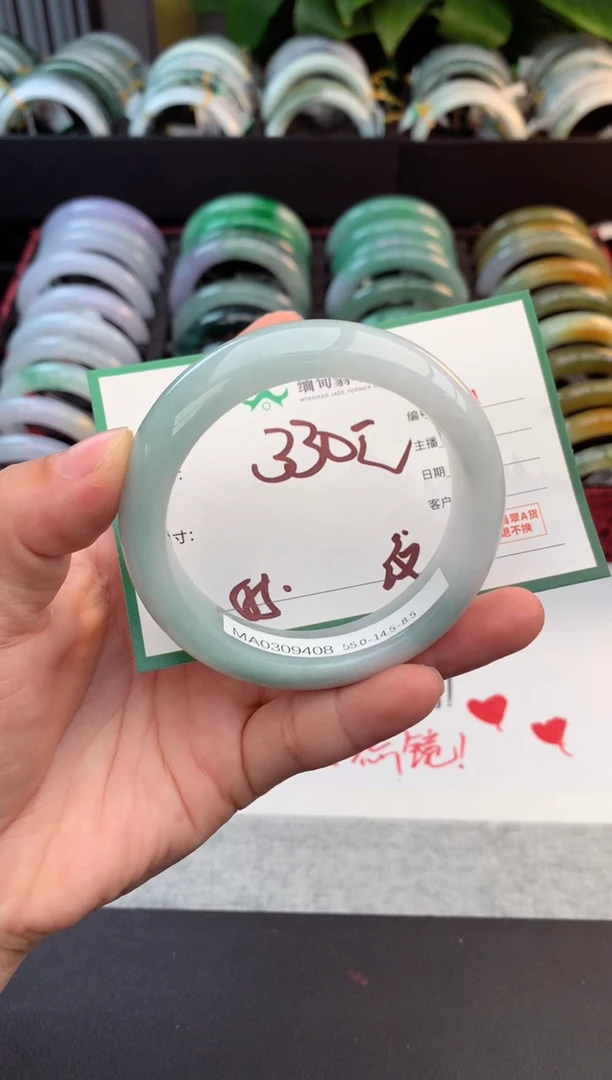 缅甸翡
MYANMAR JADE FORMER
编号
330元
主播
日期
客户
寸:
翡翠A货
退不换
MA0309408 55.0-14.5-8.5
镜!